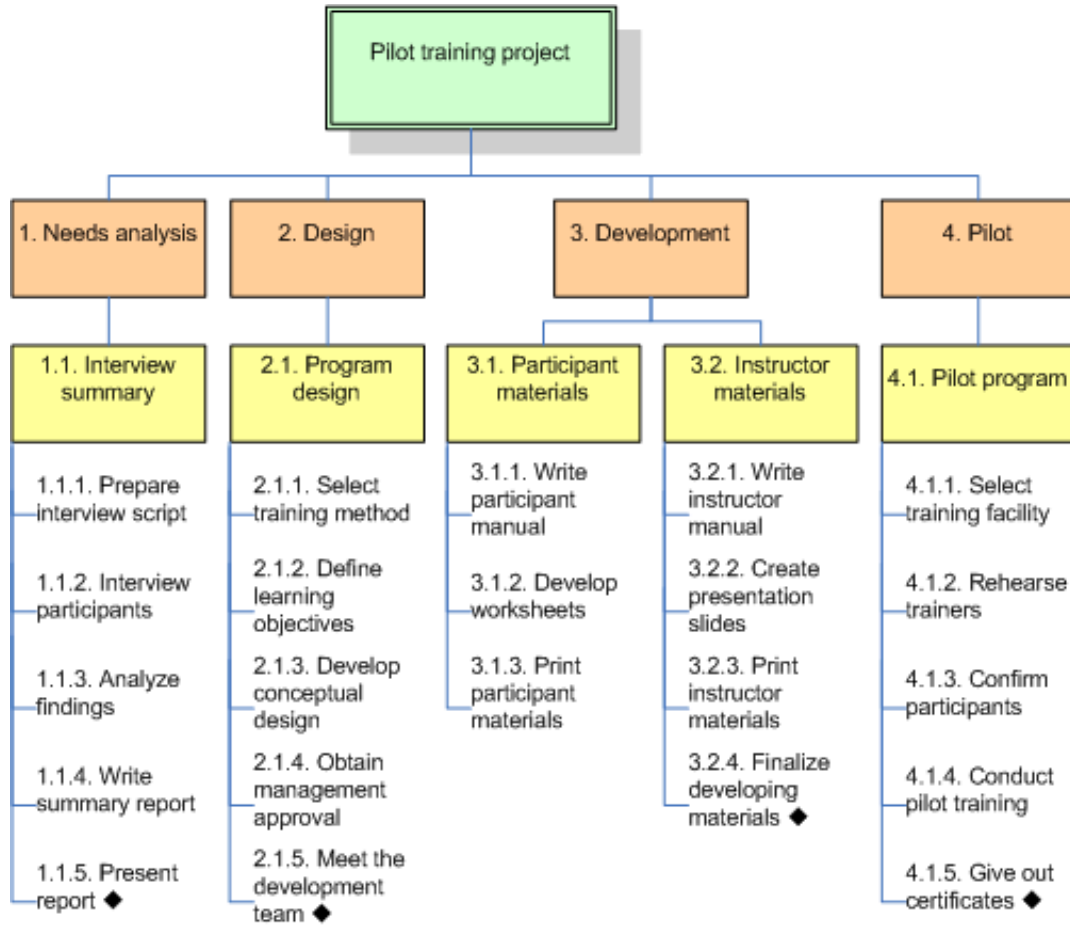 Pilot training project
1. Needs analysis
2. Design
3. Development
4. Pilot
1.1. Interview
summary
2.1. Program
design
3.1. Participant
materials
3.2. Instructor
materials
4.1. Pilot program
1.1.1. Prepare
interview script
1.1.2. Interview
participants
1.1.3. Analyze
findings
1.1.4. Write
summary report
1.1.5. Present
report ◆
2.1.1. Select
training method
2.1.2. Define
learning
objectives
2.1.3. Develop
conceptual
design
2.1.4. Obtain
management
approval
2.1.5. Meet the
development
team ◆
3.1.1. Write
participant
manual
3.1.2. Develop
worksheets
3.1.3. Print
participant
materials
3.2.1. Write
instructor
manual
3.2.2. Create
presentation
slides
3.2.3. Print
instructor
materials
3.2.4. Finalize
developing
materials ◆
4.1.1. Select
training facility
4.1.2. Rehearse
trainers
4.1.3. Confirm
participants
4.1.4. Conduct
pilot training
4.1.5. Give out
certificates ◆